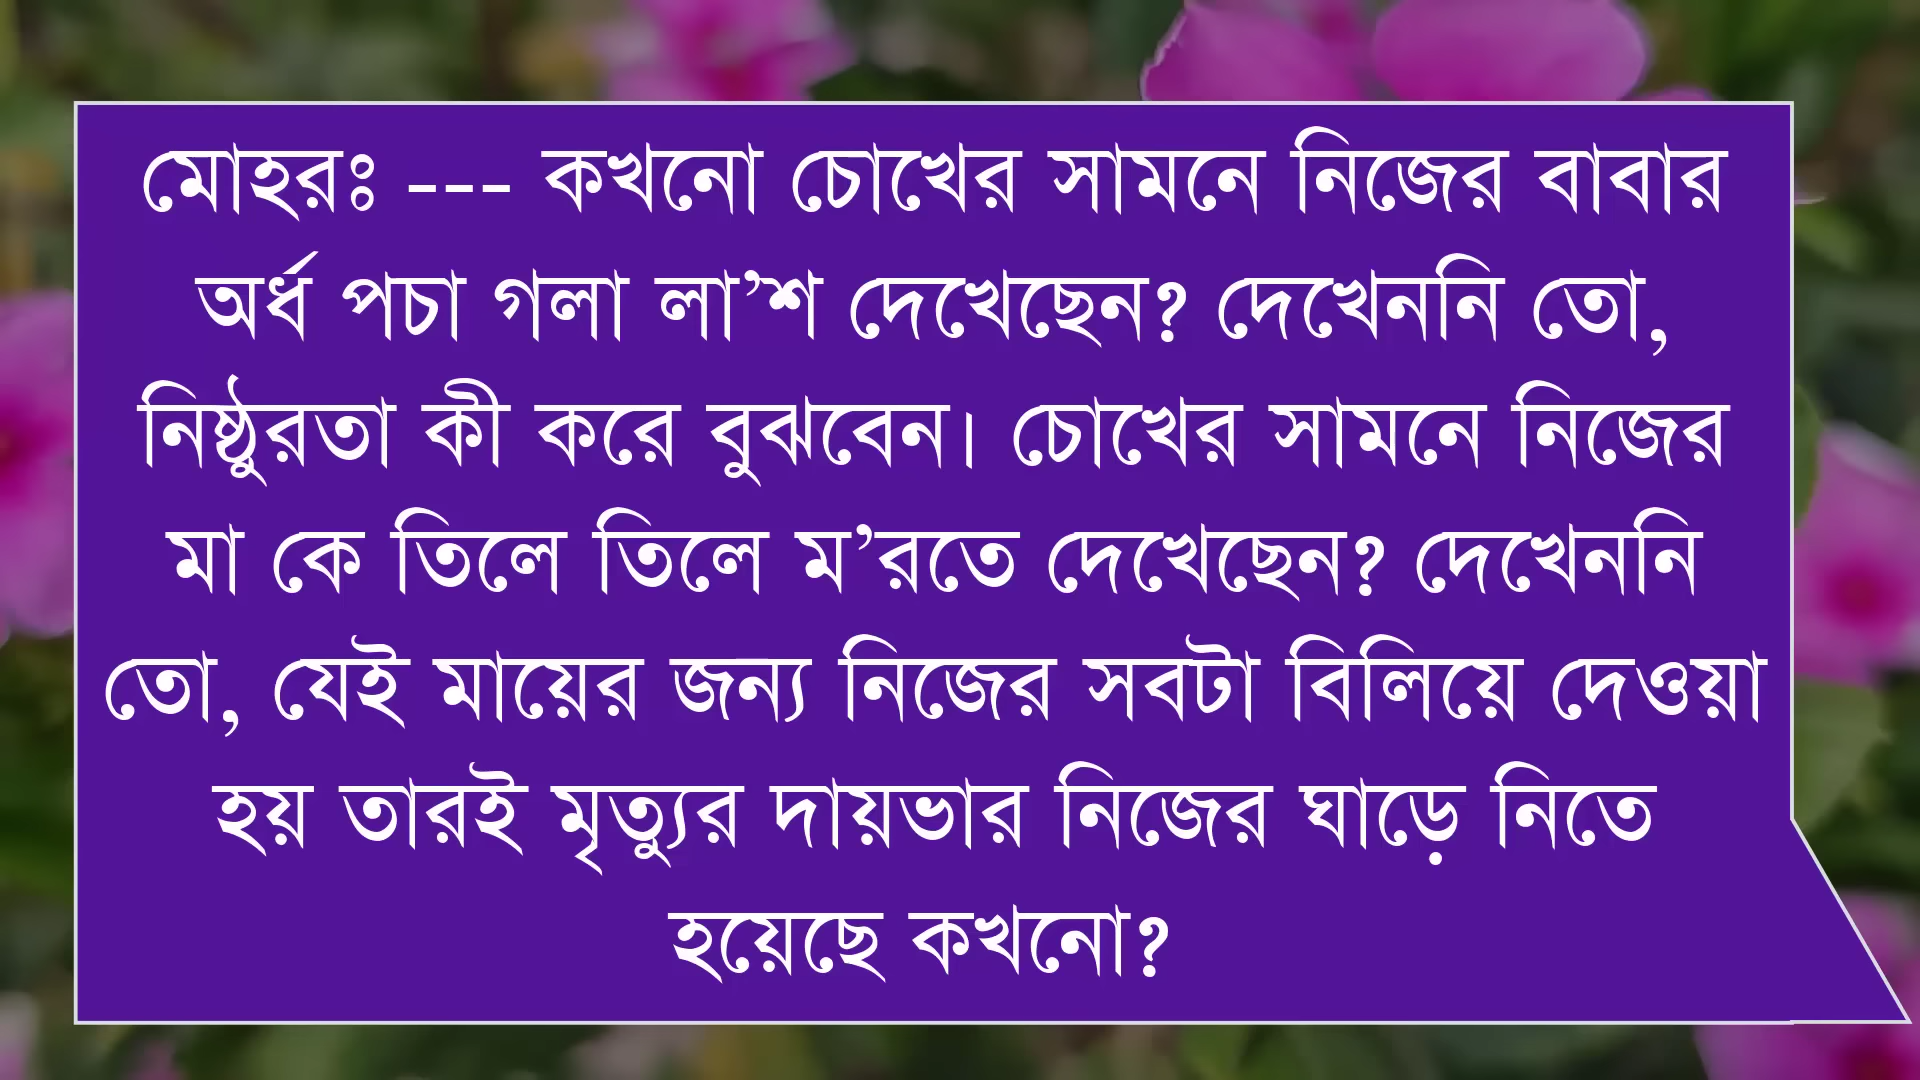 মোহরঃ --- কখনো চোখের সামনে নিজের বাবার
অর্ধ পচা গলা লা’শ দেখেছেন? দেখেননি তো,
নিষ্ঠুরতা কী করে বুঝবেন। চোখের সামনে নিজের
মা কে তিলে তিলে ম’রতে দেখেছেন? দেখেননি
তো, যেই মায়ের জন্য নিজের সবটা বিলিয়ে দেওয়া
হয় তারই মৃত্যুর দায়ভার নিজের ঘাড়ে নিতে
হয়েছে কখনো?